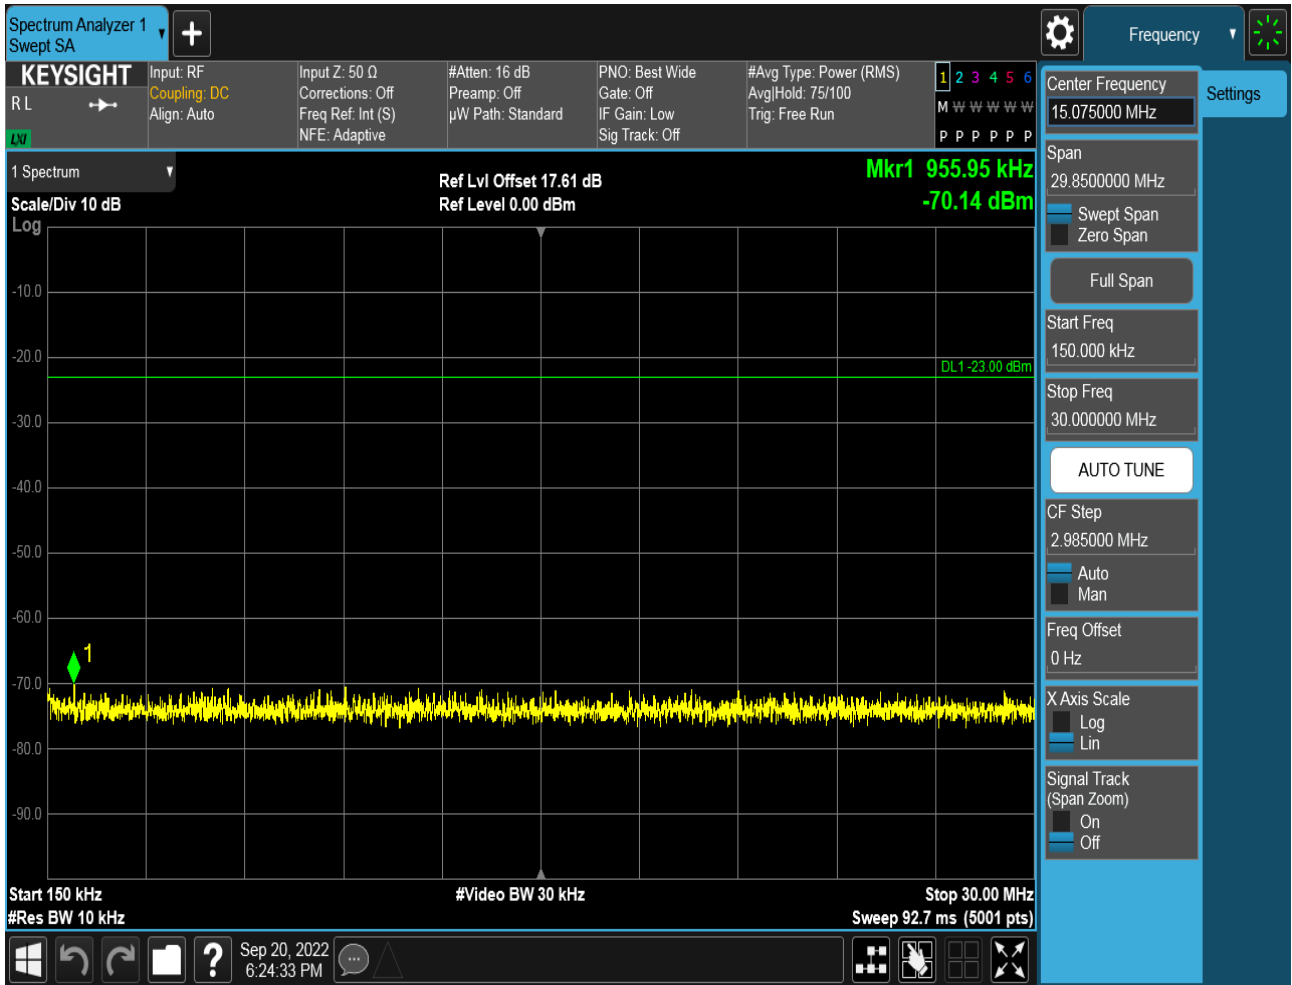 Spectrum Analyzer 1
Swept SA
Frequency
KEYSIGHT
R L
LXI
Input: RF
Coupling: DC
Align: Auto
Input Z: 50 Ω
Corrections: Off
Freq Ref: Int (S)
NFE: Adaptive
#Atten: 16 dB
Preamp: Off
µW Path: Standard
PNO: Best Wide
Gate: Off
IF Gain: Low
Sig Track: Off
#Avg Type: Power (RMS)
Avg|Hold: 75/100
Trig: Free Run
1 2 3 4 5 6
M W W W W W
P P P P P P
1 Spectrum
Scale/Div 10 dB
Log
Ref Lvl Offset 17.61 dB
Ref Level 0.00 dBm
Mkr1 955.95 kHz
-70.14 dBm
-10.0
-20.0
DL1 -23.00 dBm
-30.0
-40.0
-50.0
-60.0
1
-70.0
-80.0
-90.0
Start 150 kHz
#Video BW 30 kHz
Stop 30.00 MHz
#Res BW 10 kHz
Sweep 92.7 ms (5001 pts)
Center Frequency
15.075000 MHz
Settings
Span
29.8500000 MHz
Swept Span
Zero Span
Full Span
Start Freq
150.000 kHz
Stop Freq
30.000000 MHz
AUTO TUNE
CF Step
2.985000 MHz
Auto
Man
Freq Offset
0 Hz
X Axis Scale
Log
Lin
Signal Track
(Span Zoom)
On
Off
?
Sep 20, 2022
6:24:33 PM